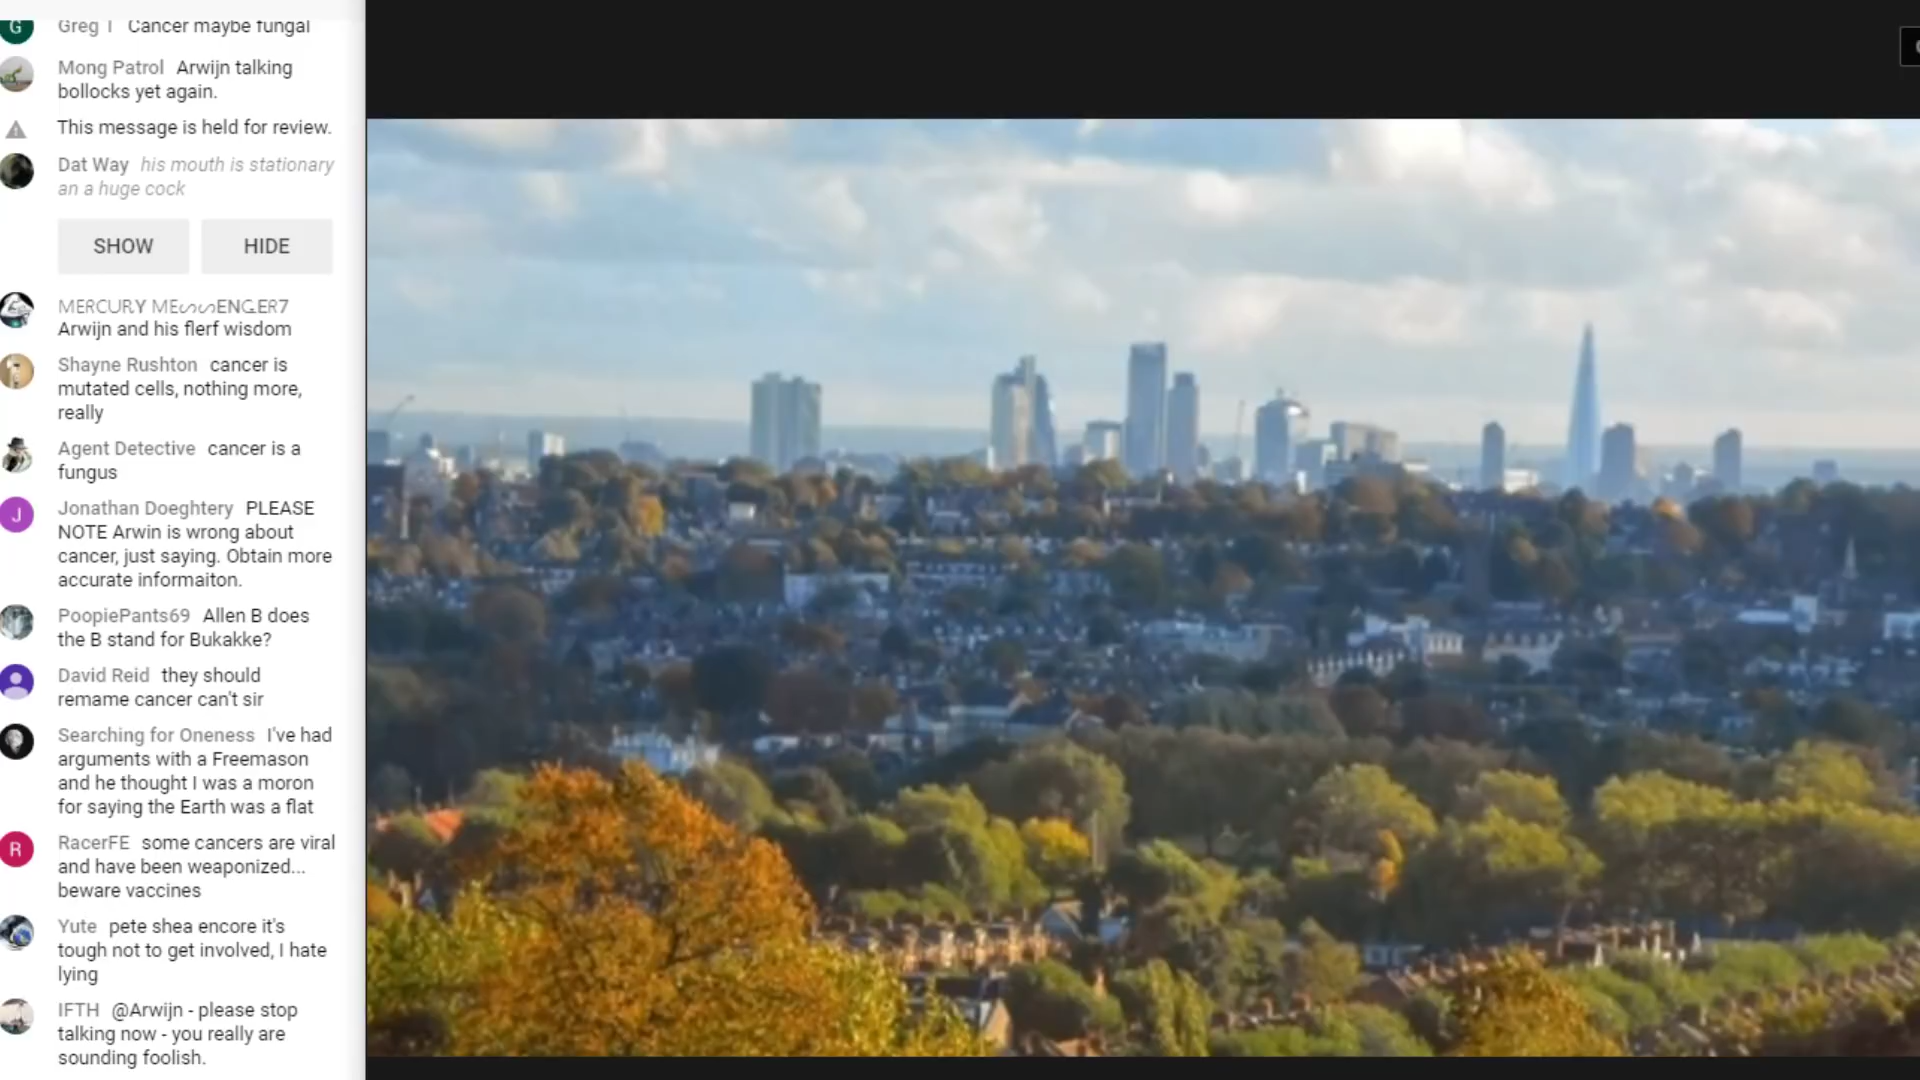 Greg T Cancer maybe fungal
Mong Patrol Arwijn talking
bollocks yet again.
This message is held for review.
Dat Way his mouth is stationary
an a huge cock
SHOW HIDE
MERCURY MESSENGER7
Arwijn and his flerf wisdom
Shayne Rushton cancer is
mutated cells, nothing more,
really
Agent Detective cancer is a
fungus
J
Jonathan Doeghtery PLEASE
NOTE Arwin is wrong about
cancer, just saying. Obtain more
accurate informaiton.
PoopiePants69 Allen B does
the B stand for Bukakke?
David Reid they should
remame cancer can't sir
Searching for Oneness I've had
arguments with a Freemason
and he thought I was a moron
for saying the Earth was a flat
R
RacerFE some cancers are viral
and have been weaponized...
beware vaccines
Yute pete shea encore it's
tough not to get involved, I hate
lying
IFTH @Arwijn - please stop
talking now - you really are
sounding foolish.